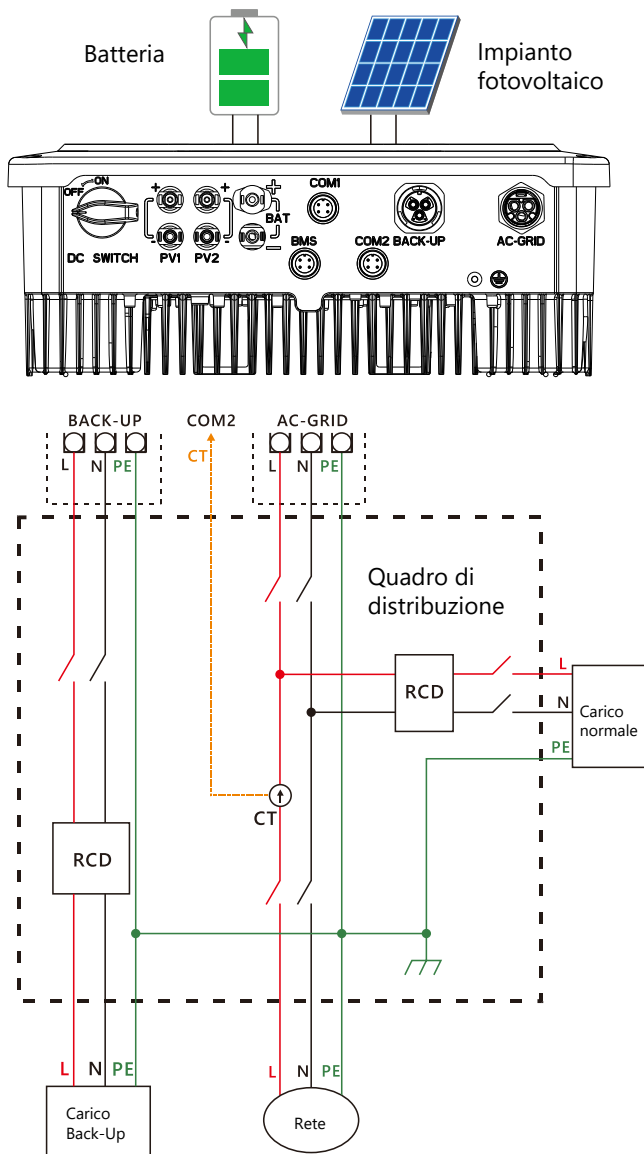 Batteria
Impianto
fotovoltaico
OFF
ON
+
+
+
COM1
BAT
-
-
-
BMS
COM2
BACK-UP
AC-GRID
DC SWITCH
PV1
PV2
BACK-UP
COM2
AC-GRID
L
N
PE
CT
L
N
PE
Quadro di
distribuzione
RCD
L
N
PE
Carico
normale
CT
RCD
L
N
PE
L
N
PE
Carico
Back-Up
Rete